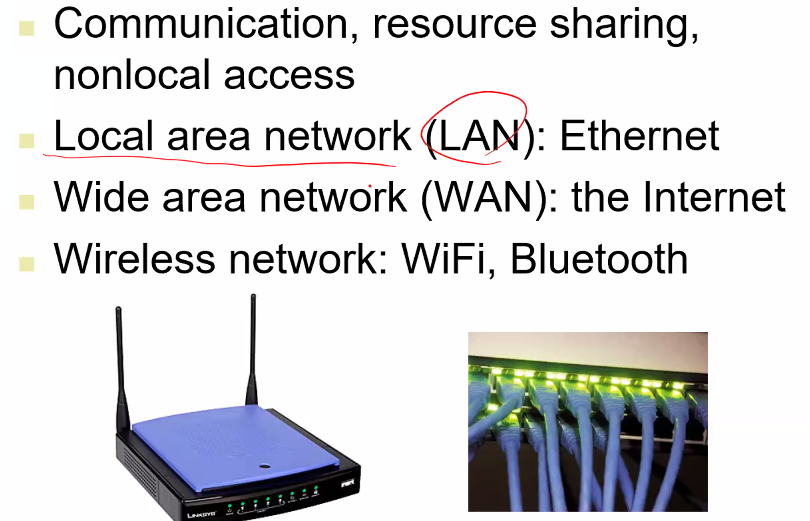 Communication, resource sharing,
nonlocal access
Local area network (LAN): Ethernet
Wide area network (WAN): the Internet
Wireless network: WiFi, Bluetooth
LINKSYS